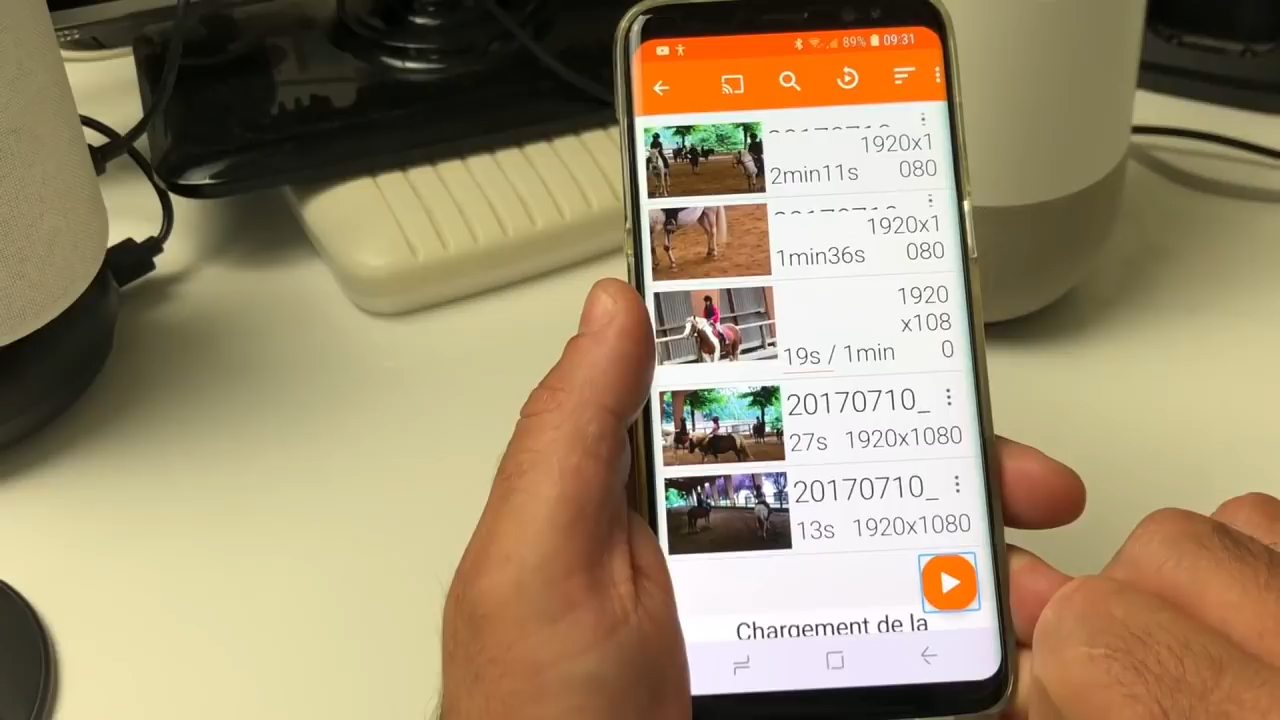 89% 09:31
1920x1
2min11s 080
1920x1
1min36s 080
1920
x108
19s / 1min 0
20170710_
27s 1920x1080
20170710_
13s 1920x1080
Chargement de la